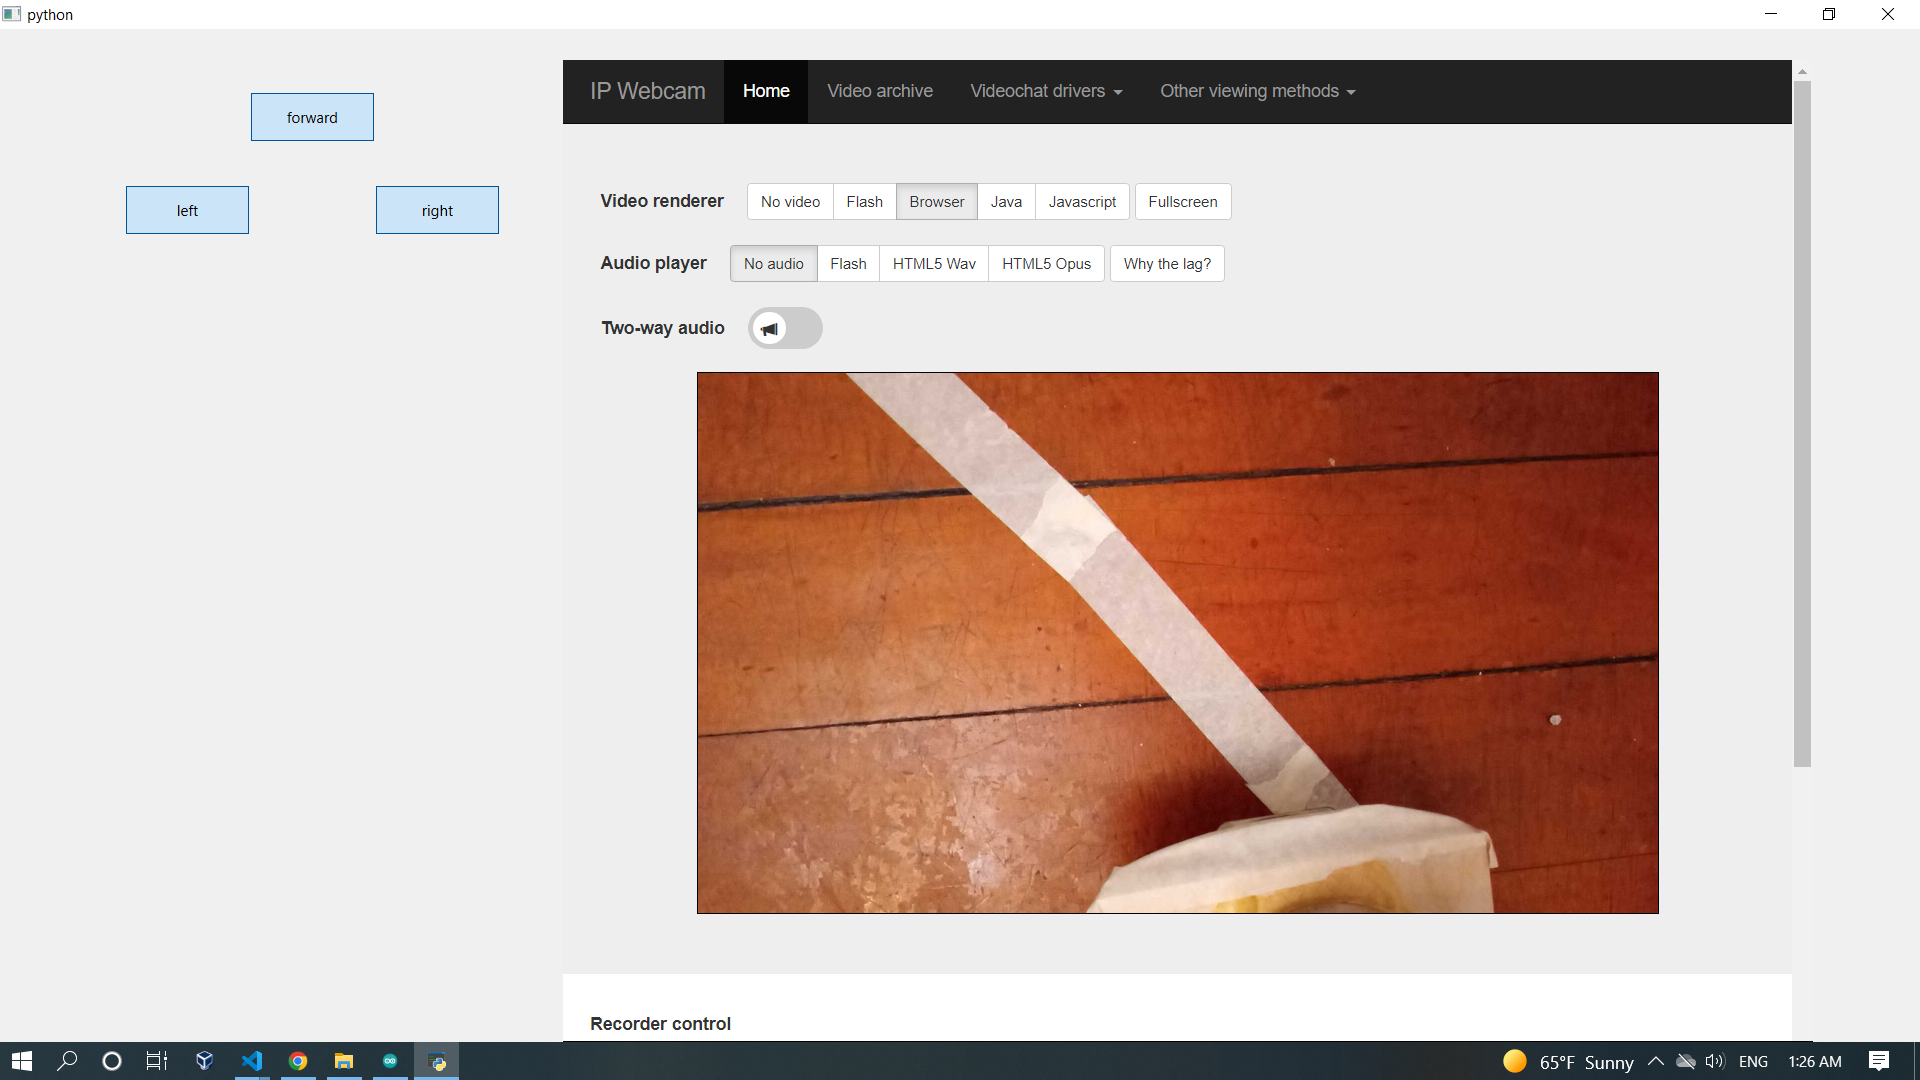 python
forward
left
right
IP Webcam Home Video archive Videochat drivers Other viewing methods
Video renderer No video Flash Browser Java Javascript Fullscreen
Audio player No audio Flash HTML5 Wav HTML5 Opus Why the lag?
Two-way audio
Recorder control
65°F Sunny ENG 1:26 AM